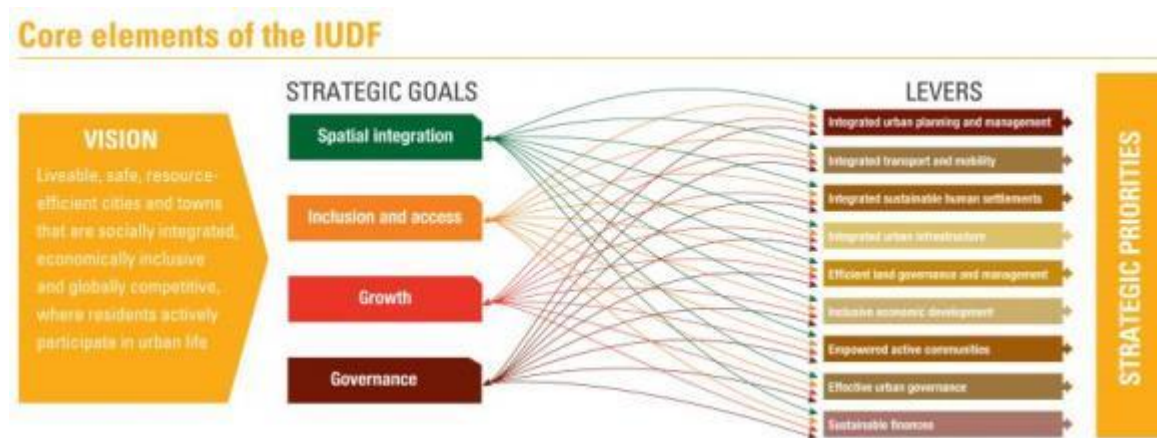 Core elements of the IUDF
VISION
Liveable, safe, resource-
efficient cities and towns
that are socially integrated,
economically inclusive
and globally competitive,
where residents actively
participate in urban life
STRATEGIC GOALS
Spatial integration
Inclusion and access
Growth
Governance
LEVERS
Integrated urban planning and management
Integrated transport and mobility
Integrated sustainable human settlements
Integrated urban infrastructure
Efficient land governance and management
Inclusive economic development
Empowered active communities
Effective urban governance
Sustainable finances
STRATEGIC PRIORITIES